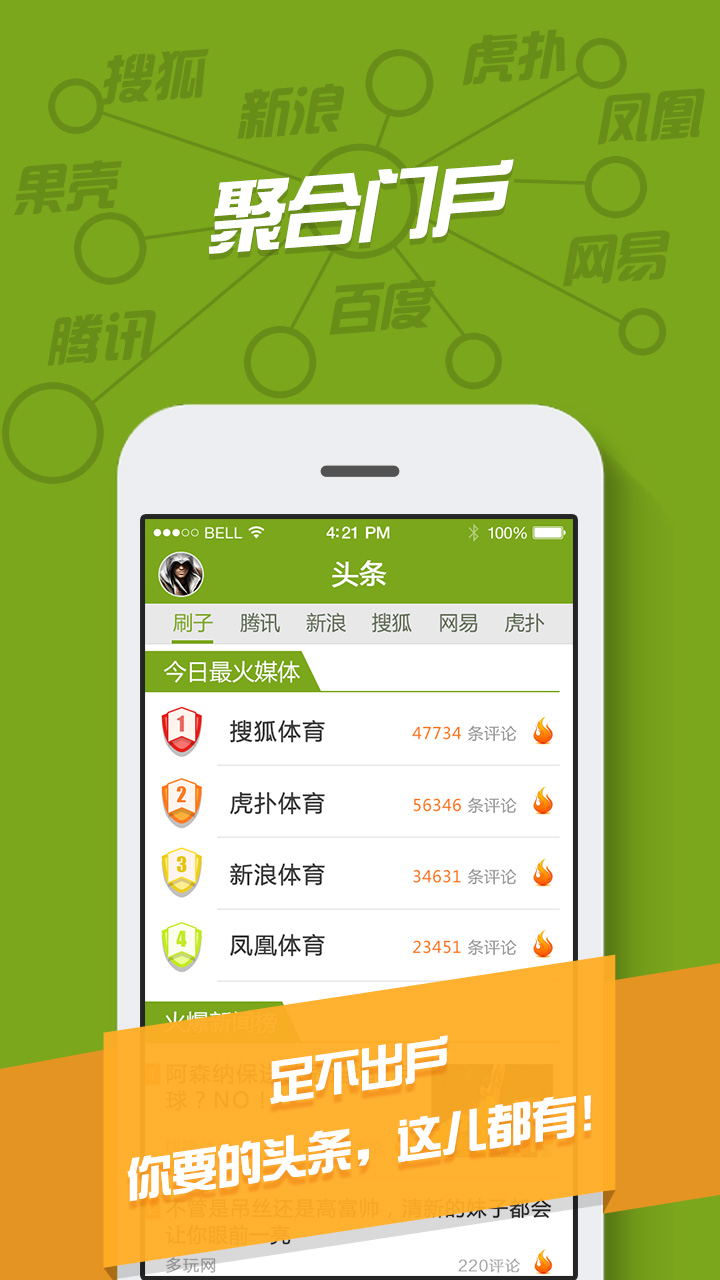 搜狐
虎扑
新浪
凤凰
果壳
聚合门户
网易
百度
腾讯
BELL 4:21 PM 100%
头条
刷子 腾讯 新浪 搜狐 网易 虎扑
今日最火媒体
1 搜狐体育 47734 条评论
2 虎扑体育 56346 条评论
3 新浪体育 34631 条评论
4 凤凰体育 23451 条评论
火爆新闻榜
阿森纳保
球？NO！
足不出户
你要的头条，这儿都有！
不管是吊丝还是高富帅，清新的妹子都会
让你眼前一亮
多玩网 220评论